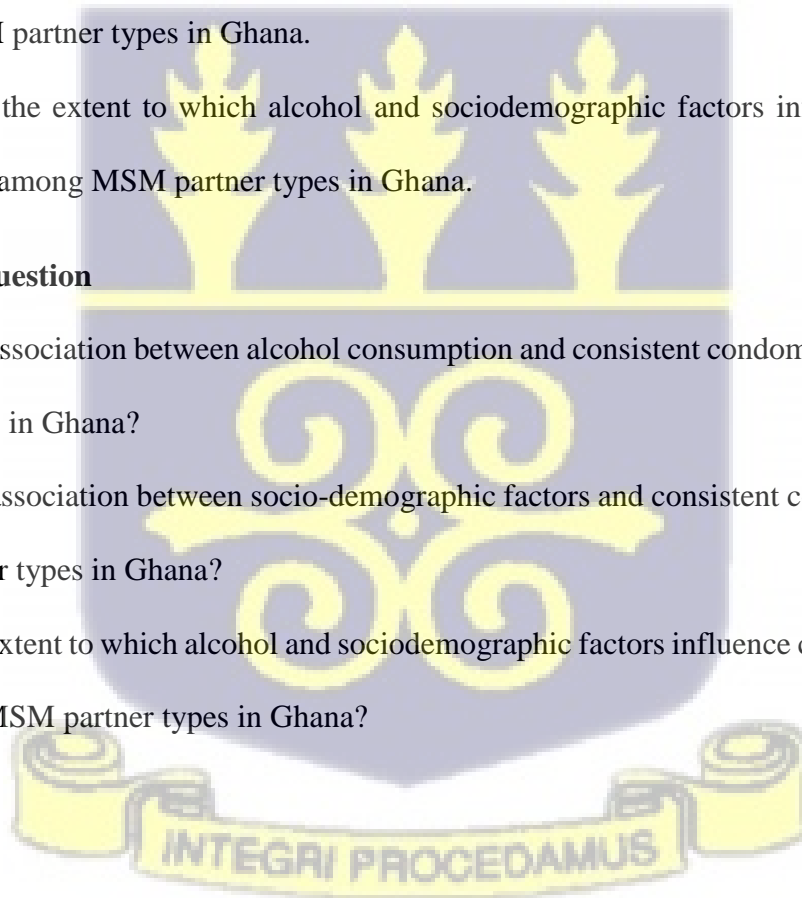 partner types in Ghana.
the extent to which alcohol and sociodemographic factors in
among MSM partner types in Ghana.
uestion
ssociation between alcohol consumption and consistent condom
in Ghana?
association between socio-demographic factors and consistent c
r types in Ghana?
xtent to which alcohol and sociodemographic factors influence
MSM partner types in Ghana?
INTEGRI PROCEDAMUS